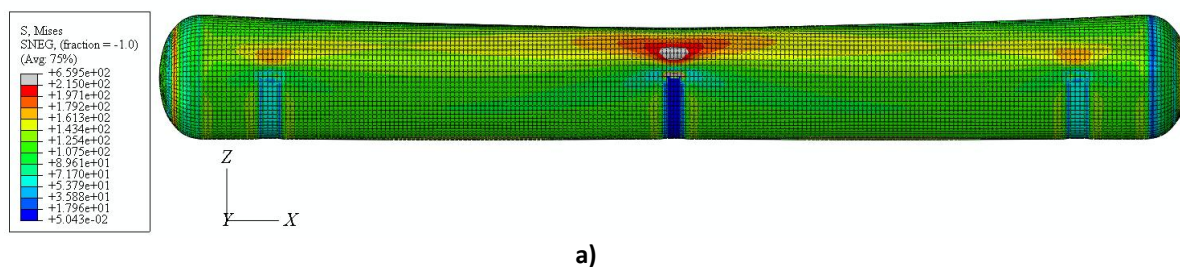 S, Mises
SNEG, (fraction = -1.0)
(Avg: 75%)
+6.595e+02
+2.150e+02
+1.971e+02
+1.792e+02
+1.613e+02
+1.434e+02
+1.254e+02
+1.075e+02
+8.961e+01
+7.170e+01
+5.379e+01
+3.588e+01
+1.796e+01
+5.043e-02
Z
Y X
a)